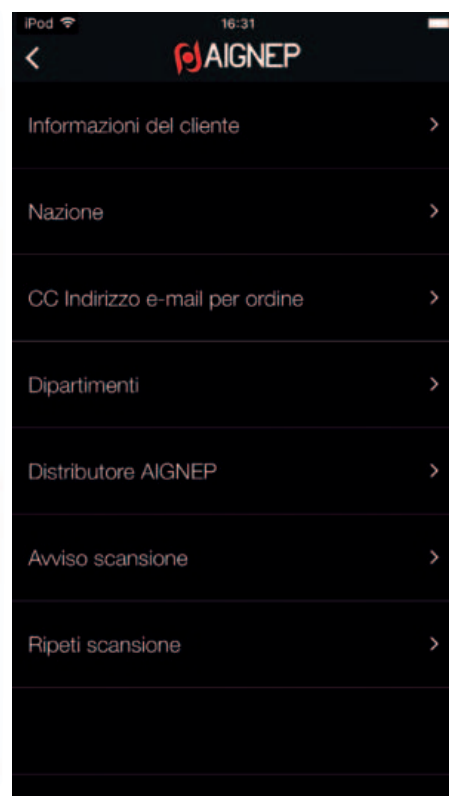 iPod 16:31
AIGNEP
Informazioni del cliente
Nazione
CC Indirizzo e-mail per ordine
Dipartimenti
Distributore AIGNEP
Avviso scansione
Ripeti scansione